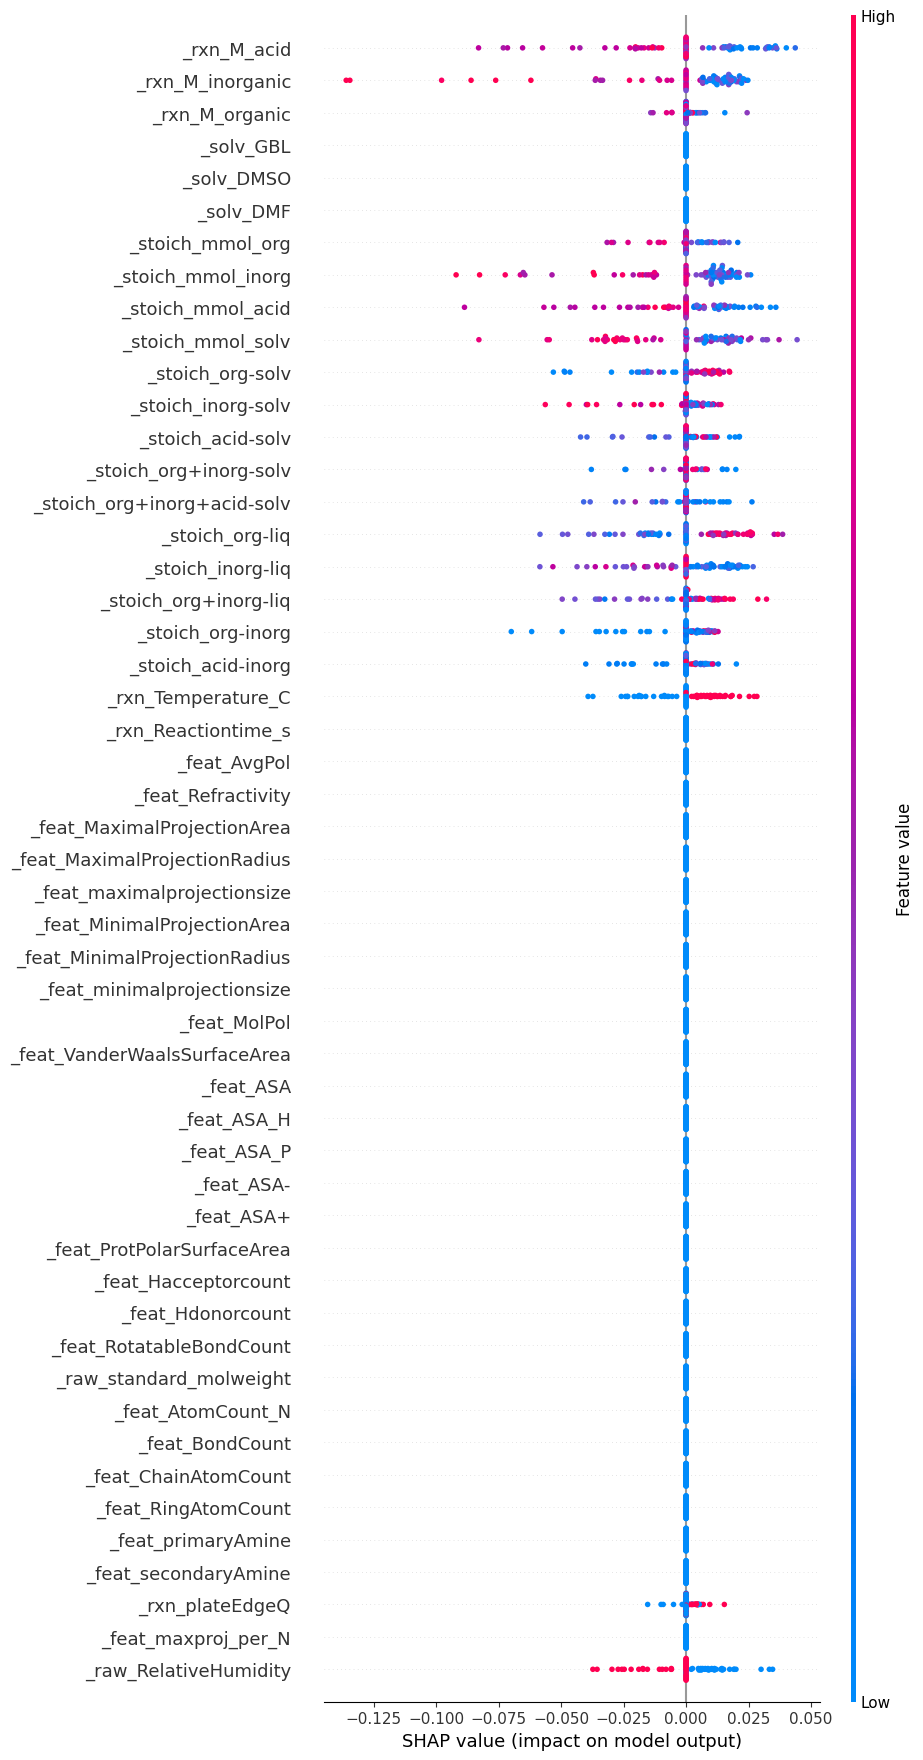 High
_rxn_M_acid
_rxn_M_inorganic
_rxn_M_organic
_solv_GBL
_solv_DMSO
_solv_DMF
_stoich_mmol_org
_stoich_mmol_inorg
_stoich_mmol_acid
_stoich_mmol_solv
_stoich_org-solv
_stoich_inorg-solv
_stoich_acid-solv
_stoich_org+inorg-solv
_stoich_org+inorg+acid-solv
_stoich_org-liq
_stoich_inorg-liq
_stoich_org+inorg-liq
_stoich_org-inorg
_stoich_acid-inorg
_rxn_Temperature_C
_rxn_Reactiontime_s
_feat_AvgPol
_feat_Refractivity
_feat_MaximalProjectionArea
_feat_MaximalProjectionRadius
_feat_maximalprojectionsize
_feat_MinimalProjectionArea
_feat_MinimalProjectionRadius
_feat_minimalprojectionsize
_feat_MolPol
_feat_VanderWaalsSurfaceArea
_feat_ASA
_feat_ASA_H
_feat_ASA_P
_feat_ASA-
_feat_ASA+
_feat_ProtPolarSurfaceArea
_feat_Hacceptorcount
_feat_Hdonorcount
_feat_RotatableBondCount
_raw_standard_molweight
_feat_AtomCount_N
_feat_BondCount
_feat_ChainAtomCount
_feat_RingAtomCount
_feat_primaryAmine
_feat_secondaryAmine
_rxn_plateEdgeQ
_feat_maxproj_per_N
_raw_RelativeHumidity
Feature value
Low
−0.125 −0.100 −0.075 −0.050 −0.025 0.000 0.025 0.050
SHAP value (impact on model output)